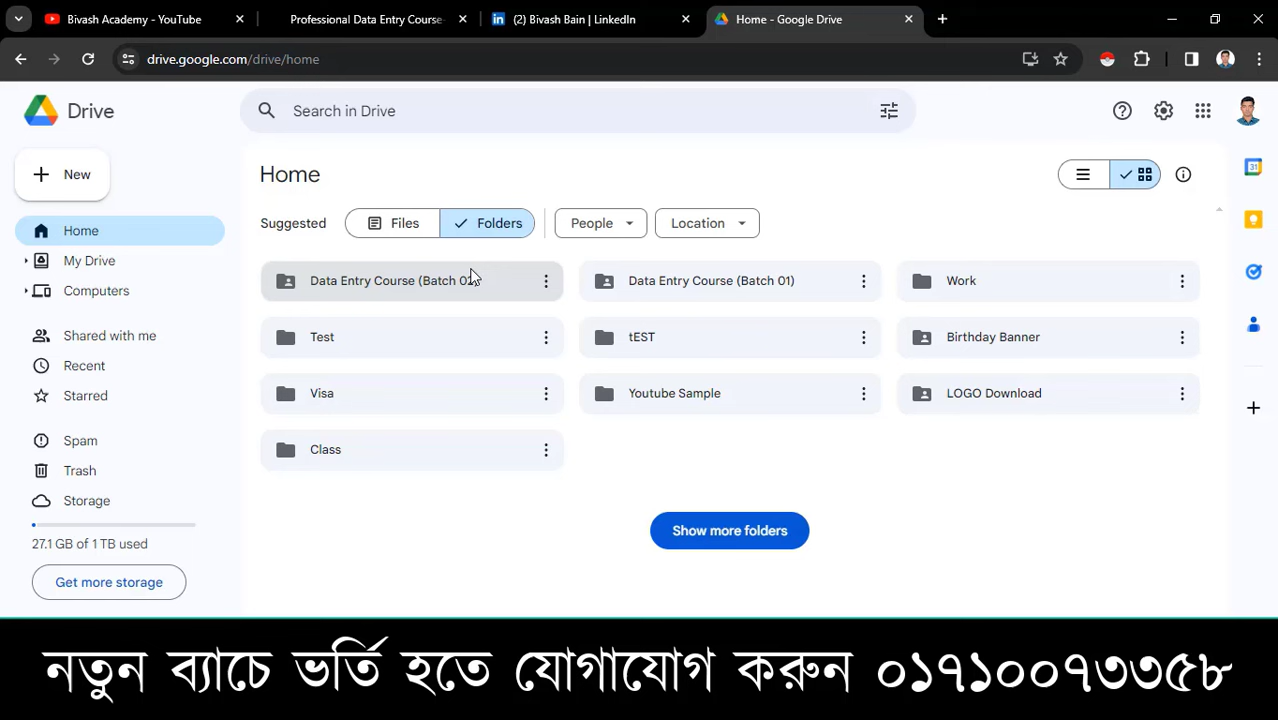 Bivash Academy - YouTube
Professional Data Entry Course
(2) Bivash Bain | LinkedIn
Home - Google Drive
drive.google.com/drive/home
Drive
Search in Drive
New
Home
Suggested
Files
Folders
People
Location
Home
My Drive
Computers
Shared with me
Recent
Starred
Spam
Trash
Storage
27.1 GB of 1 TB used
Get more storage
Data Entry Course (Batch
Data Entry Course (Batch 01)
Work
Test
tEST
Birthday Banner
Visa
Youtube Sample
LOGO Download
Class
Show more folders
31
নতুন ব্যাচে ভর্তি হতে যোগাযোগ করুন ০১৭১০০৭৩৩৫৮